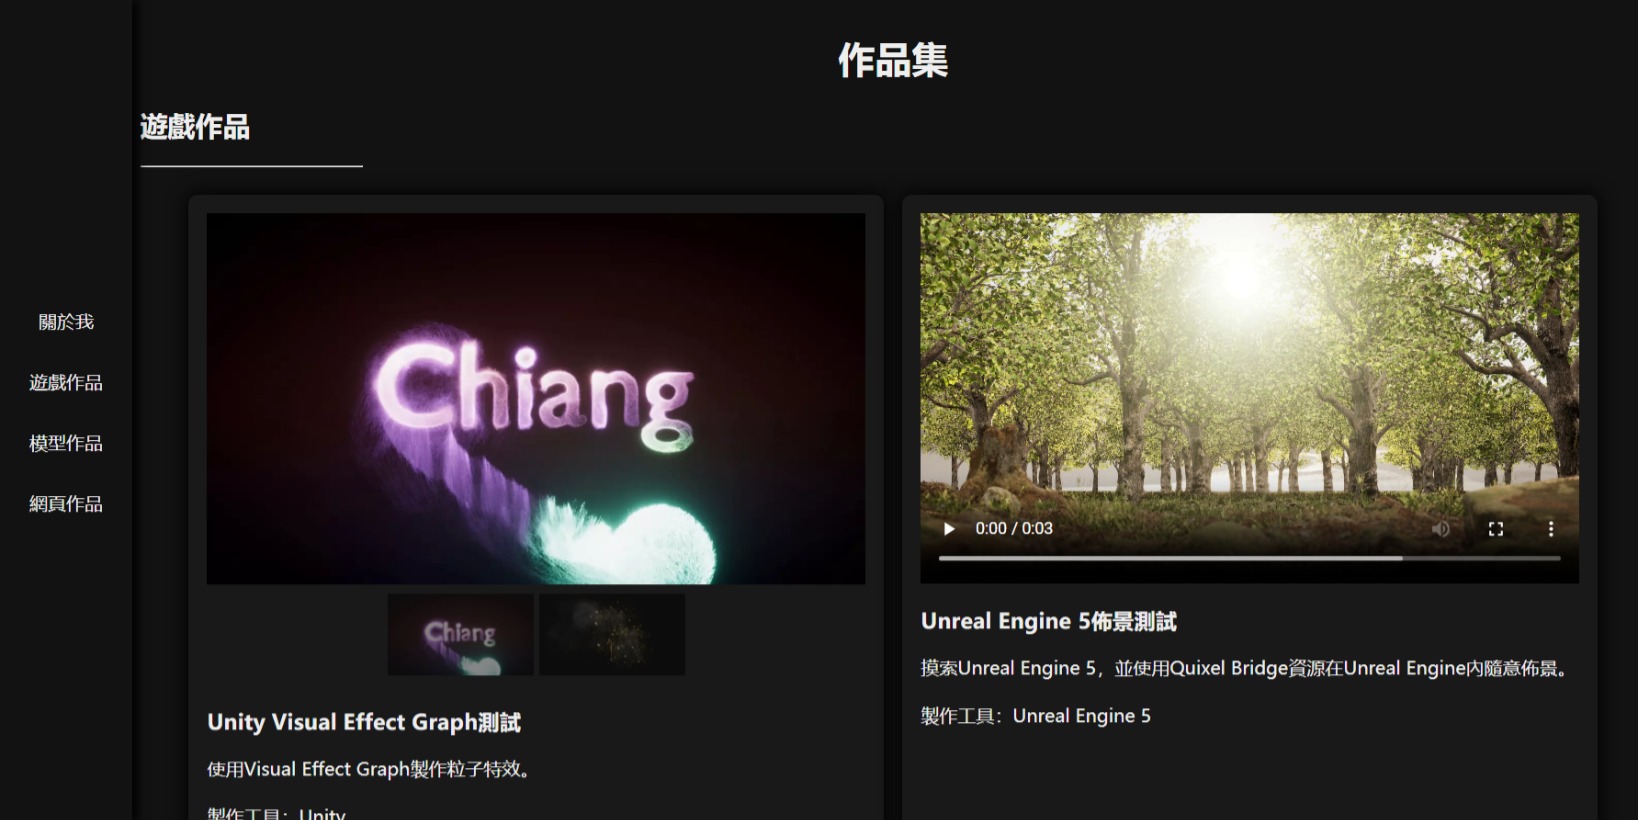 作品集
遊戲作品
關於我
遊戲作品
模型作品
網頁作品
Chiang
Chiang
Unity Visual Effect Graph測試
使用Visual Effect Graph製作粒子特效。
製作工具：Unity
0:00 / 0:03
Unreal Engine 5佈景測試
摸索Unreal Engine 5，並使用Quixel Bridge資源在Unreal Engine內隨意佈景。
製作工具：Unreal Engine 5